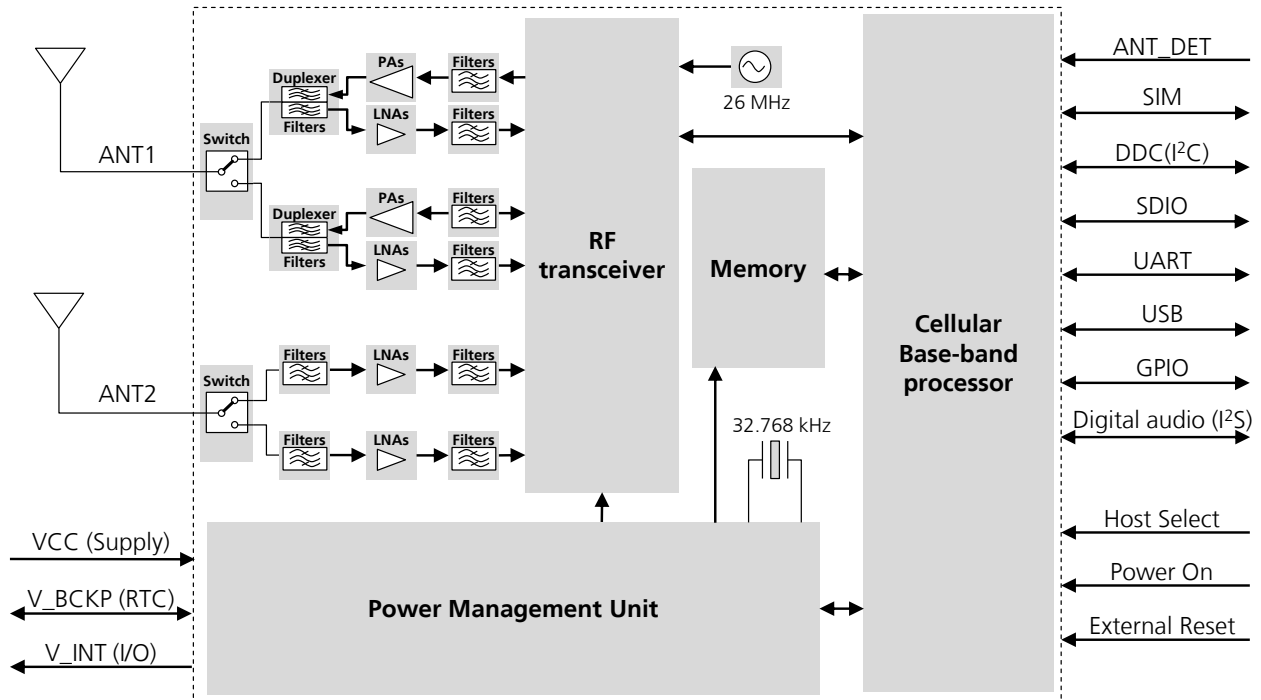 ANT1
Switch
Duplexer
Filters
PAs
Filters
LNAs
Filters
Duplexer
Filters
PAs
Filters
LNAs
Filters
ANT2
Switch
Filters
LNAs
Filters
Filters
LNAs
Filters
RF
transceiver
26 MHz
Memory
32.768 kHz
Cellular
Base-band
processor
Power Management Unit
VCC (Supply)
V_BCKP (RTC)
V_INT (I/O)
ANT_DET
SIM
DDC(I²C)
SDIO
UART
USB
GPIO
Digital audio (I²S)
Host Select
Power On
External Reset